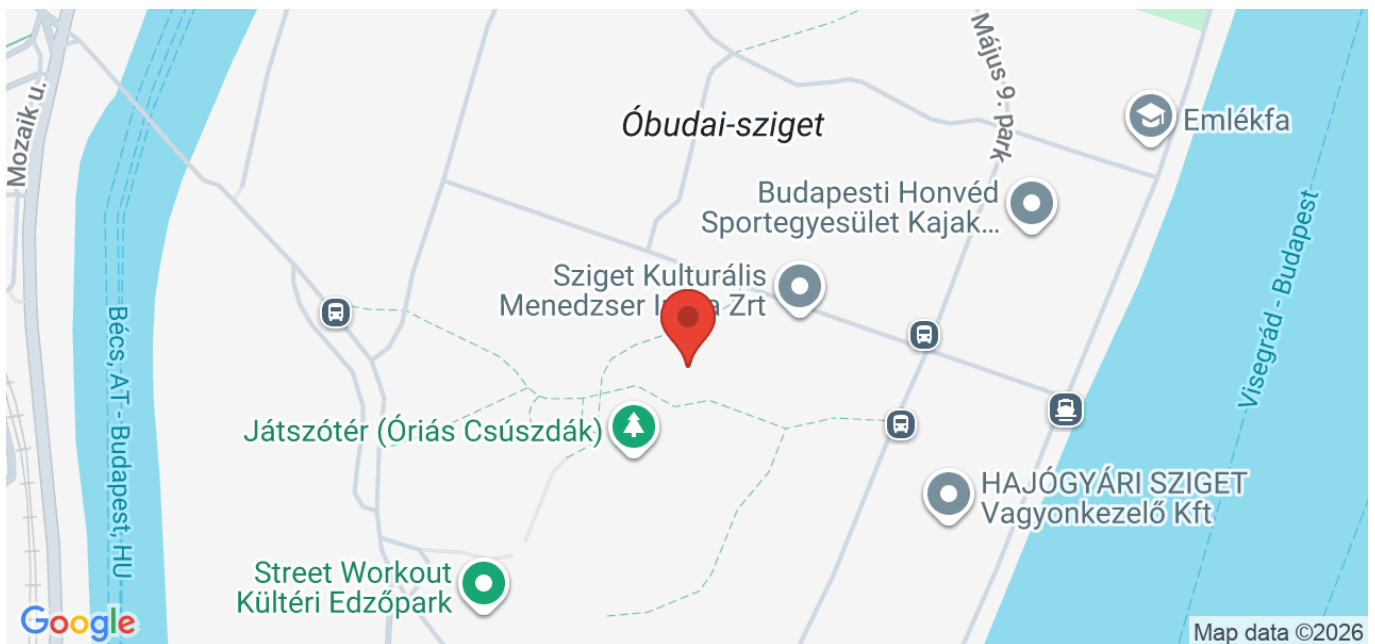 Május 9. park
Mozaik u.
Óbudai-sziget
Emlékfa
Budapesti Honvéd
Sportegyesület Kajak...
Sziget Kulturális
Menedzser Zrt
Bécs, AT - Budapest, HU
Visegrád - Budapest
Játszótér (Óriás Csúszdák)
HAJÓGYÁRI SZIGET
Vagyonkezelő Kft
Street Workout
Kültéri Edzőpark
Google
Map data ©2026